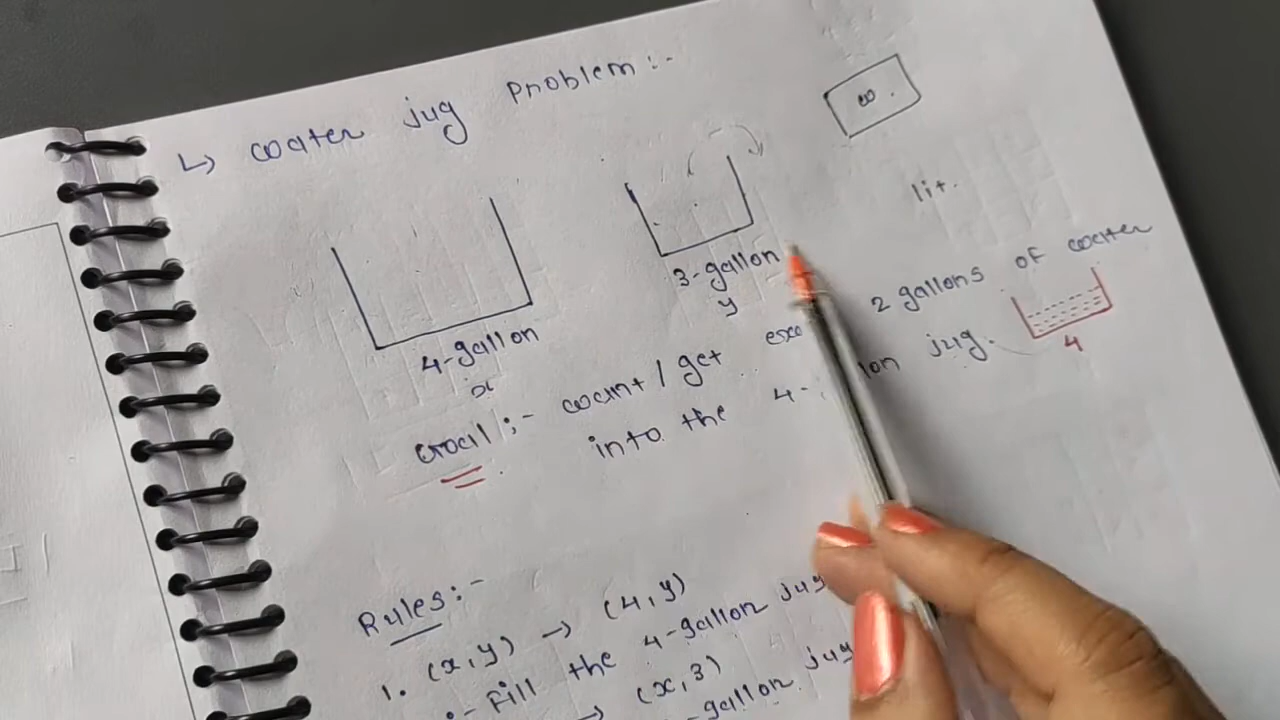 ↳ water jug problem:-
w.
lit.
4-gallon
x
3-gallon
y
4
Goal:- want / get 2 gallons of water
into the 4- jug.
Rules:-
1. (x,y) → (4,y)
:- Fill the 4-gallon jug
→ (x,3)
gallon jug